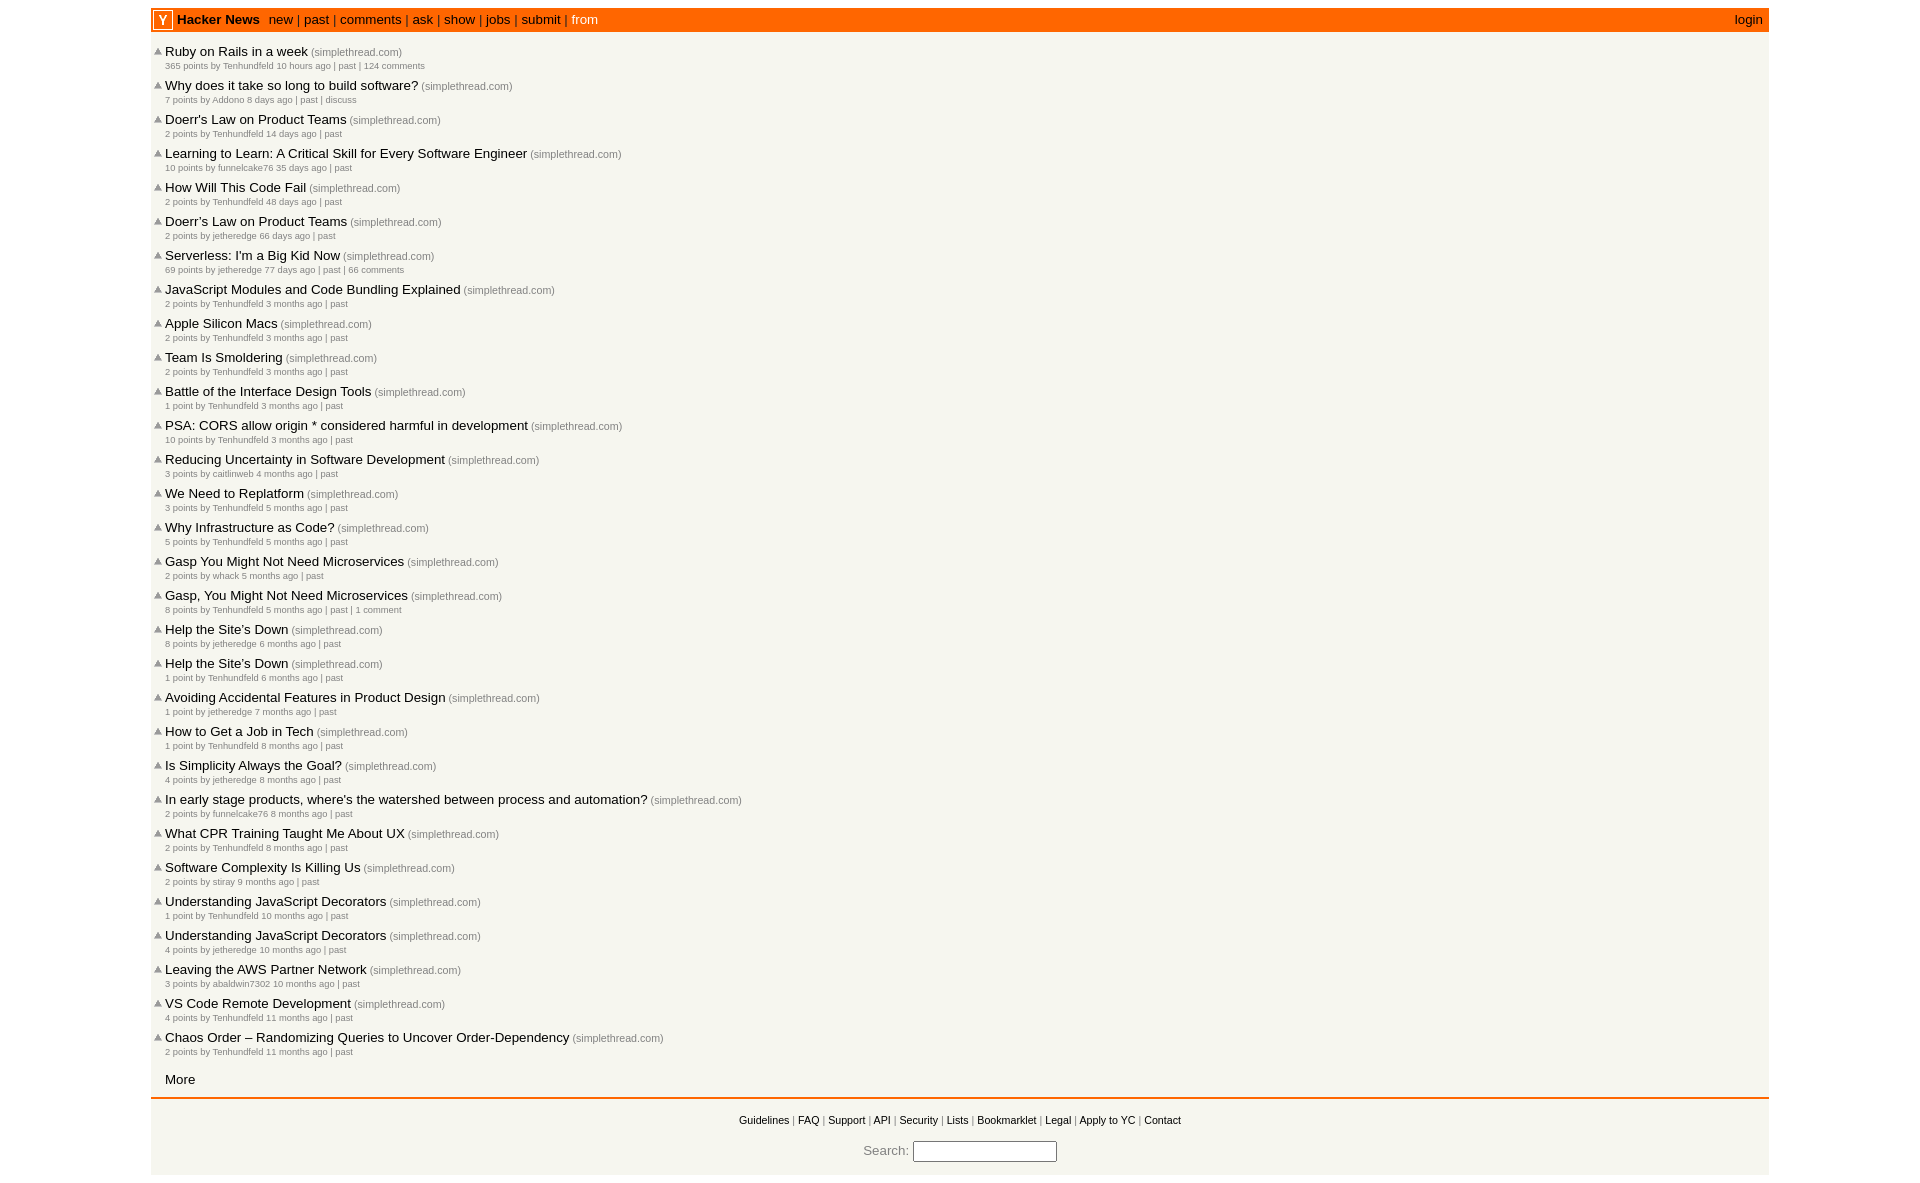 Y Hacker News new | past | comments | ask | show | jobs | submit | from login
Ruby on Rails in a week (simplethread.com)
365 points by Tenhundfeld 10 hours ago | past | 124 comments
Why does it take so long to build software? (simplethread.com)
7 points by Addono 8 days ago | past | discuss
Doerr's Law on Product Teams (simplethread.com)
2 points by Tenhundfeld 14 days ago | past
Learning to Learn: A Critical Skill for Every Software Engineer (simplethread.com)
10 points by funnelcake76 35 days ago | past
How Will This Code Fail (simplethread.com)
2 points by Tenhundfeld 48 days ago | past
Doerr’s Law on Product Teams (simplethread.com)
2 points by jetheredge 66 days ago | past
Serverless: I'm a Big Kid Now (simplethread.com)
69 points by jetheredge 77 days ago | past | 66 comments
JavaScript Modules and Code Bundling Explained (simplethread.com)
2 points by Tenhundfeld 3 months ago | past
Apple Silicon Macs (simplethread.com)
2 points by Tenhundfeld 3 months ago | past
Team Is Smoldering (simplethread.com)
2 points by Tenhundfeld 3 months ago | past
Battle of the Interface Design Tools (simplethread.com)
1 point by Tenhundfeld 3 months ago | past
PSA: CORS allow origin * considered harmful in development (simplethread.com)
10 points by Tenhundfeld 3 months ago | past
Reducing Uncertainty in Software Development (simplethread.com)
3 points by caitlinweb 4 months ago | past
We Need to Replatform (simplethread.com)
3 points by Tenhundfeld 5 months ago | past
Why Infrastructure as Code? (simplethread.com)
5 points by Tenhundfeld 5 months ago | past
Gasp You Might Not Need Microservices (simplethread.com)
2 points by whack 5 months ago | past
Gasp, You Might Not Need Microservices (simplethread.com)
8 points by Tenhundfeld 5 months ago | past | 1 comment
Help the Site’s Down (simplethread.com)
8 points by jetheredge 6 months ago | past
Help the Site’s Down (simplethread.com)
1 point by Tenhundfeld 6 months ago | past
Avoiding Accidental Features in Product Design (simplethread.com)
1 point by jetheredge 7 months ago | past
How to Get a Job in Tech (simplethread.com)
1 point by Tenhundfeld 8 months ago | past
Is Simplicity Always the Goal? (simplethread.com)
4 points by jetheredge 8 months ago | past
In early stage products, where's the watershed between process and automation? (simplethread.com)
2 points by funnelcake76 8 months ago | past
What CPR Training Taught Me About UX (simplethread.com)
2 points by Tenhundfeld 8 months ago | past
Software Complexity Is Killing Us (simplethread.com)
2 points by stiray 9 months ago | past
Understanding JavaScript Decorators (simplethread.com)
1 point by Tenhundfeld 10 months ago | past
Understanding JavaScript Decorators (simplethread.com)
4 points by jetheredge 10 months ago | past
Leaving the AWS Partner Network (simplethread.com)
3 points by abaldwin7302 10 months ago | past
VS Code Remote Development (simplethread.com)
4 points by Tenhundfeld 11 months ago | past
Chaos Order – Randomizing Queries to Uncover Order-Dependency (simplethread.com)
2 points by Tenhundfeld 11 months ago | past
More
Guidelines | FAQ | Support | API | Security | Lists | Bookmarklet | Legal | Apply to YC | Contact
Search: